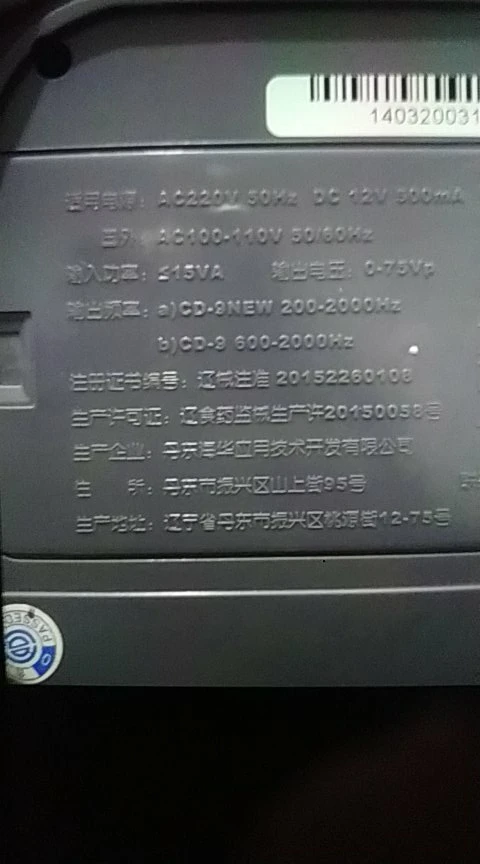 140320031
适用电源：AC220V 50Hz DC 12V 500mA
AC100-110V 50/60Hz
输入功率：≤15VA 输出电压：0-75Vp
输出频率：a)CD-9NEW 200-2000Hz
b)CD-9 600-2000Hz
注册证书编号：辽械注准 20152260108
生产许可证：辽食药监械生产许20150058号
生产企业：丹东海华应用技术开发有限公司
住 所：丹东市振兴区山上街95号
生产地址：辽宁省丹东市振兴区桃源街12-75号
PASSED